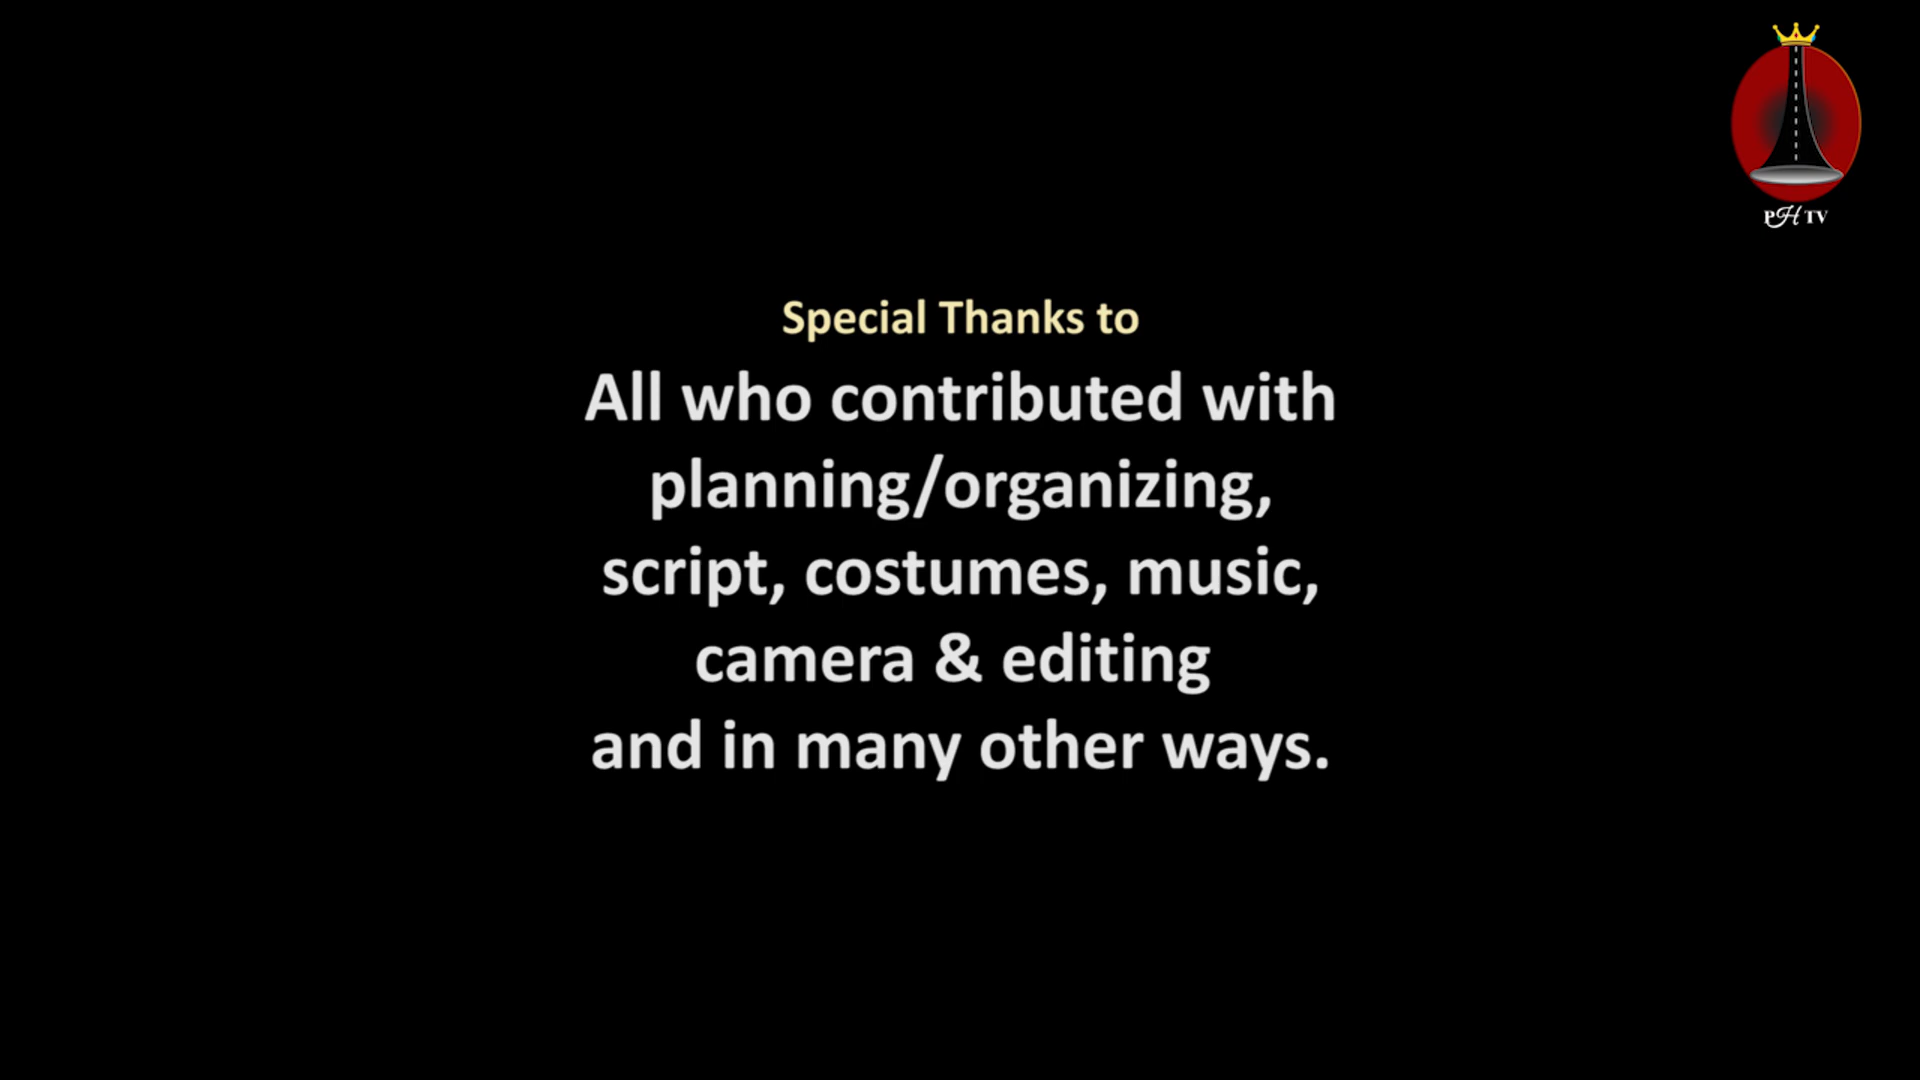 PH TV
Special Thanks to
All who contributed with
planning/organizing,
script, costumes, music,
camera & editing
and in many other ways.